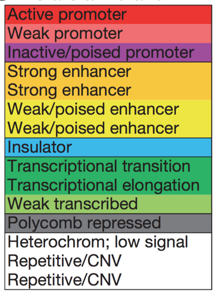 Active promoter
Weak promoter
Inactive/poised promoter
Strong enhancer
Strong enhancer
Weak/poised enhancer
Weak/poised enhancer
Insulator
Transcriptional transition
Transcriptional elongation
Weak transcribed
Polycomb repressed
Heterochrom; low signal
Repetitive/CNV
Repetitive/CNV